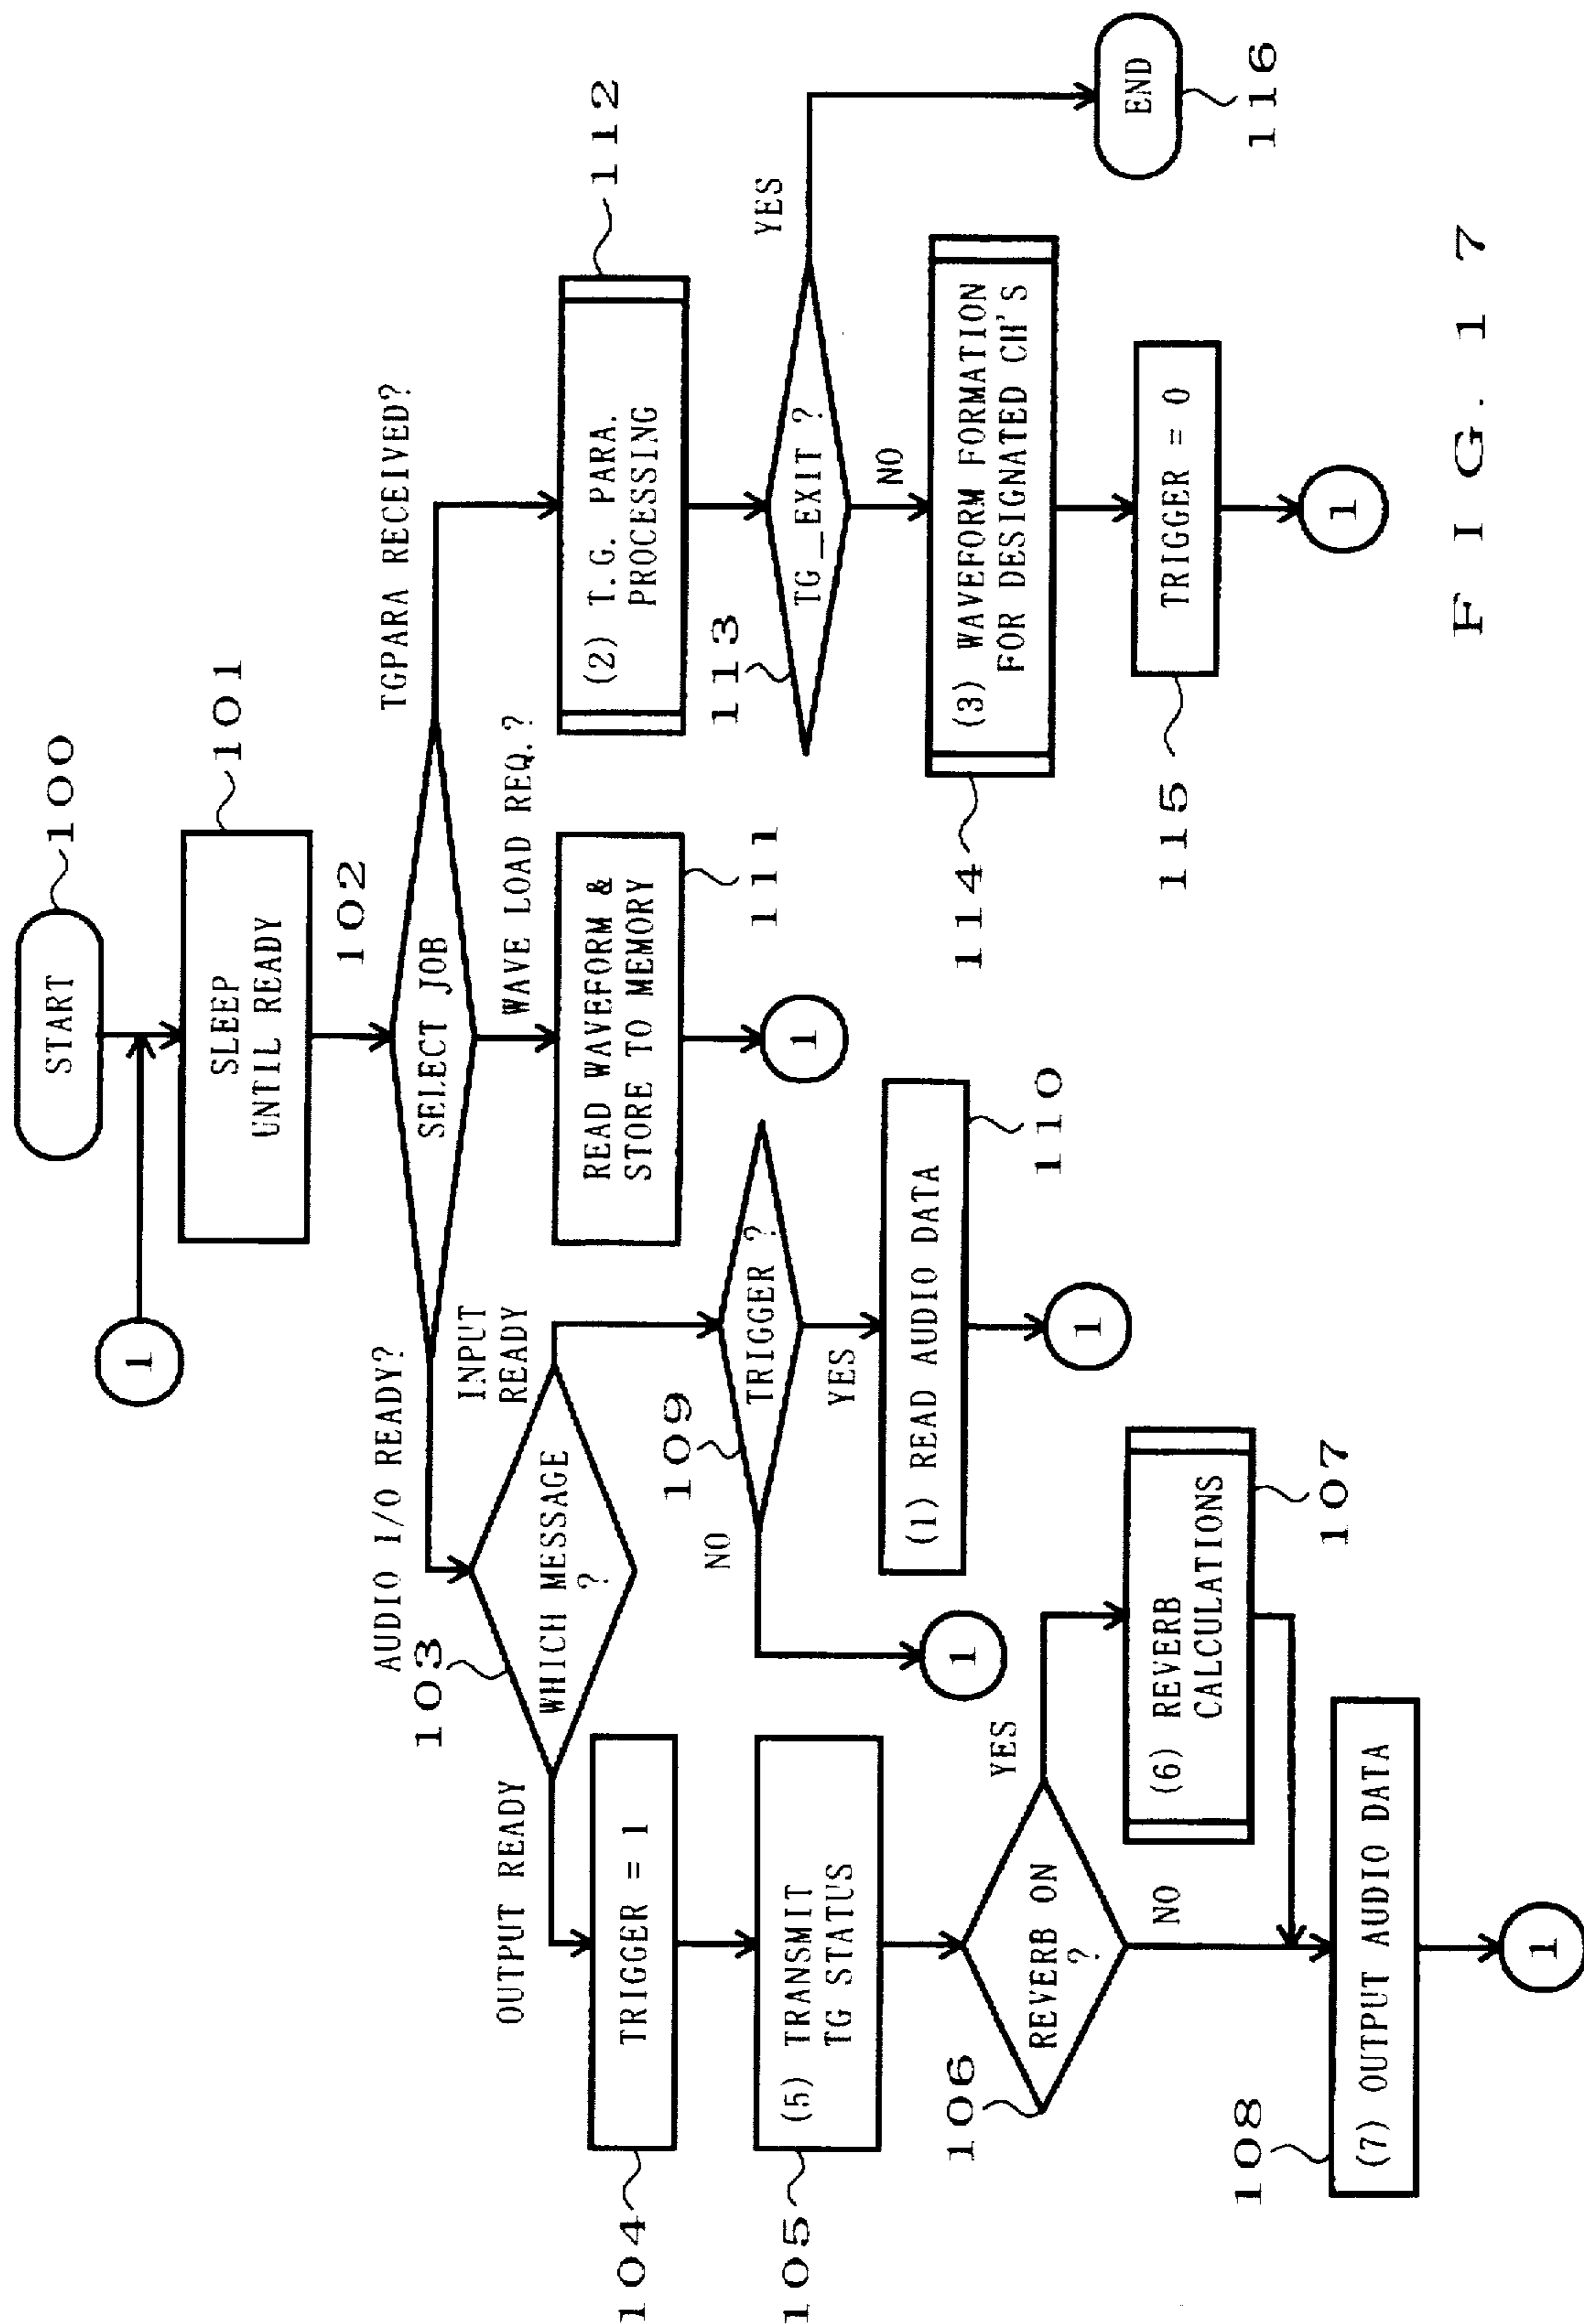 START
100
1
SLEEP
UNTIL READY
101
SELECT JOB
102
AUDIO I/O READY?
WAVE LOAD REQ.?
TGPARA RECEIVED?
103
WHICH MESSAGE
?
OUTPUT READY
INPUT
READY
104
TRIGGER = 1
105
(5) TRANSMIT
TG STATUS
106
REVERB ON
?
YES
NO
(6) REVERB
CALCULATIONS
107
108
(7) OUTPUT AUDIO DATA
1
109
TRIGGER ?
NO
YES
1
(1) READ AUDIO DATA
110
1
READ WAVEFORM &
STORE TO MEMORY
111
1
(2) T.G. PARA.
PROCESSING
112
113
TG_EXIT ?
YES
NO
END
116
114
(3) WAVEFORM FORMATION
FOR DESIGNATED CH'S
115
TRIGGER = 0
1
FIG. 17